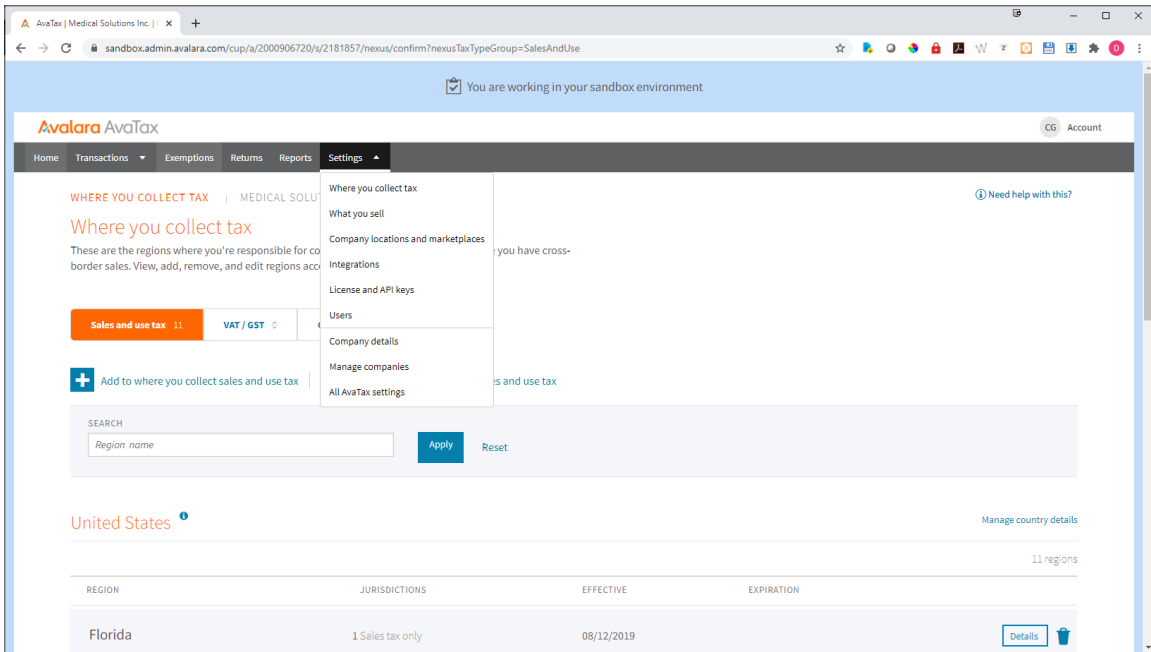 AvaTax | Medical Solutions Inc. |
sandbox.admin.avalara.com/cup/a/2000906720/s/2181857/nexus/confirm?nexusTaxTypeGroup=SalesAndUse
You are working in your sandbox environment
Avalara AvaTax
CG Account
Home Transactions Exemptions Returns Reports Settings
Where you collect tax
What you sell
Company locations and marketplaces
Integrations
License and API keys
Users
Company details
Manage companies
All AvaTax settings
WHERE YOU COLLECT TAX | MEDICAL SOLU
Need help with this?
Where you collect tax
These are the regions where you're responsible for co
you have cross-
border sales. View, add, remove, and edit regions acc
Sales and use tax 11 VAT / GST 0
Add to where you collect sales and use tax
es and use tax
SEARCH
Region name
Apply Reset
United States
Manage country details
11 regions
REGION JURISDICTIONS EFFECTIVE EXPIRATION
Florida 1 Sales tax only 08/12/2019 Details